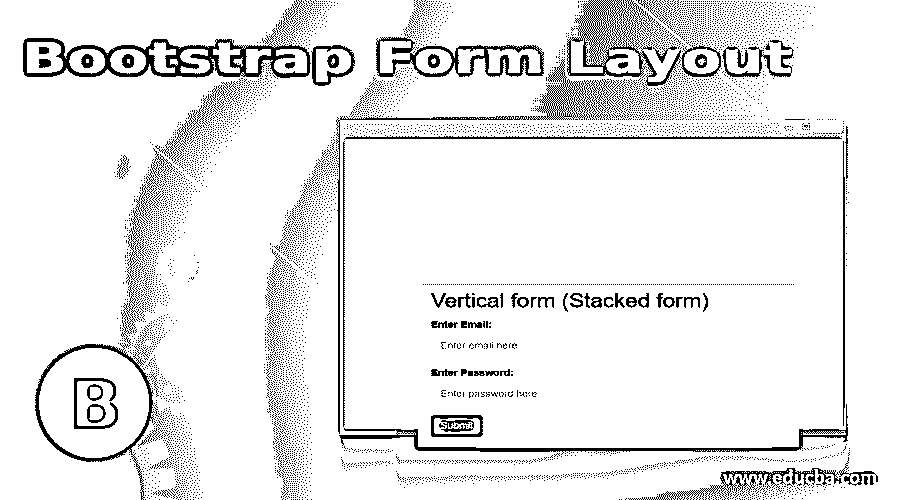 Bootstrap Form Layout
Vertical form (Stacked form)
Enter Email:
Enter email here
Enter Password:
Enter password here
Submit
B
www.educba.com